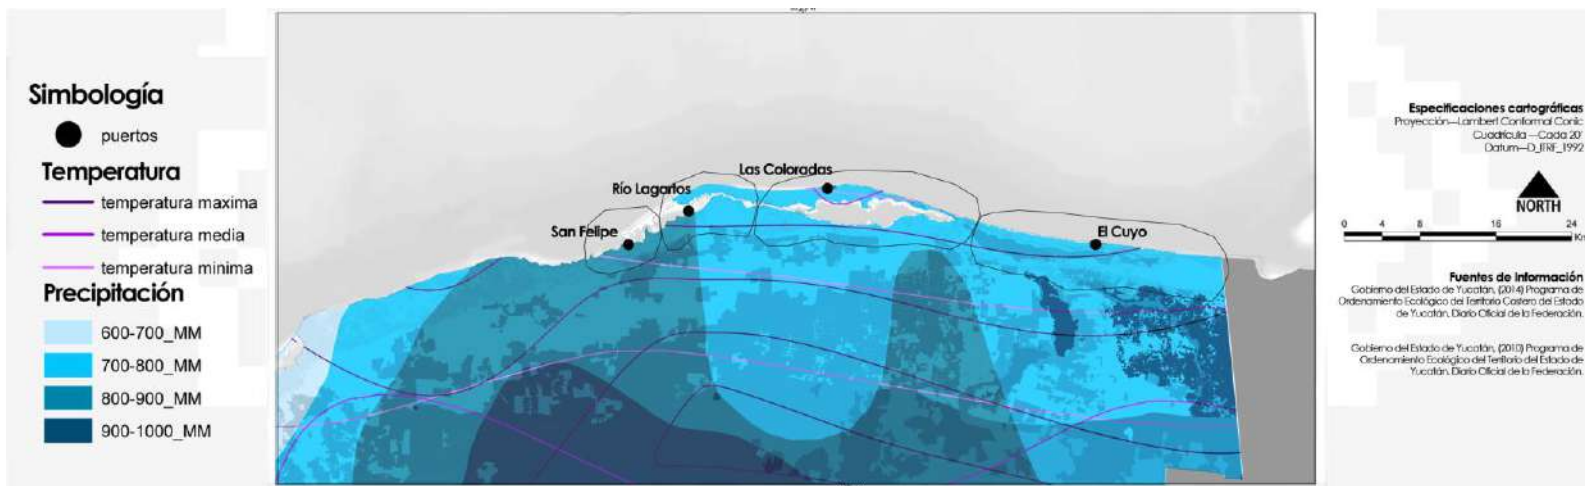 Simbología
puertos
Temperatura
temperatura maxima
temperatura media
temperatura minima
Precipitación
600-700_MM
700-800_MM
800-900_MM
900-1000_MM
Las Coloradas
Río Lagartos
San Felipe
El Cuyo
Especificaciones cartográficas
Proyección—Lambert Conformal Conic
Cuadrícula —Cada 20'
Datum—D_ITRF_1992
NORTH
0 4 8 16 24
Km
Fuentes de información
Gobierno del Estado de Yucatán, (2014) Programa de
Ordenamiento Ecológico del Territorio Costero del Estado
de Yucatán. Diario Oficial de la Federación.
Gobierno del Estado de Yucatán, (2010) Programa de
Ordenamiento Ecológico del Territorio del Estado de
Yucatán. Diario Oficial de la Federación.